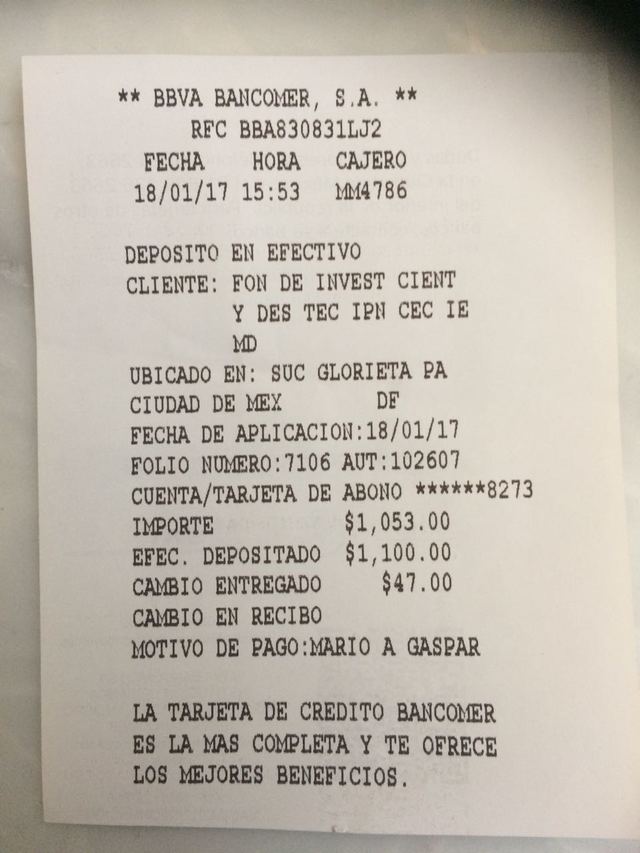 ** BBVA BANCOMER, S.A. **
RFC BBA830831LJ2
FECHA HORA CAJERO
18/01/17 15:53 MM4786
DEPOSITO EN EFECTIVO
CLIENTE: FON DE INVEST CIENT
Y DES TEC IPN CEC IE
MD
UBICADO EN: SUC GLORIETA PA
CIUDAD DE MEX DF
FECHA DE APLICACION:18/01/17
FOLIO NUMERO:7106 AUT:102607
CUENTA/TARJETA DE ABONO ******8273
IMPORTE $1,053.00
EFEC. DEPOSITADO $1,100.00
CAMBIO ENTREGADO $47.00
CAMBIO EN RECIBO
MOTIVO DE PAGO:MARIO A GASPAR
LA TARJETA DE CREDITO BANCOMER
ES LA MAS COMPLETA Y TE OFRECE
LOS MEJORES BENEFICIOS.